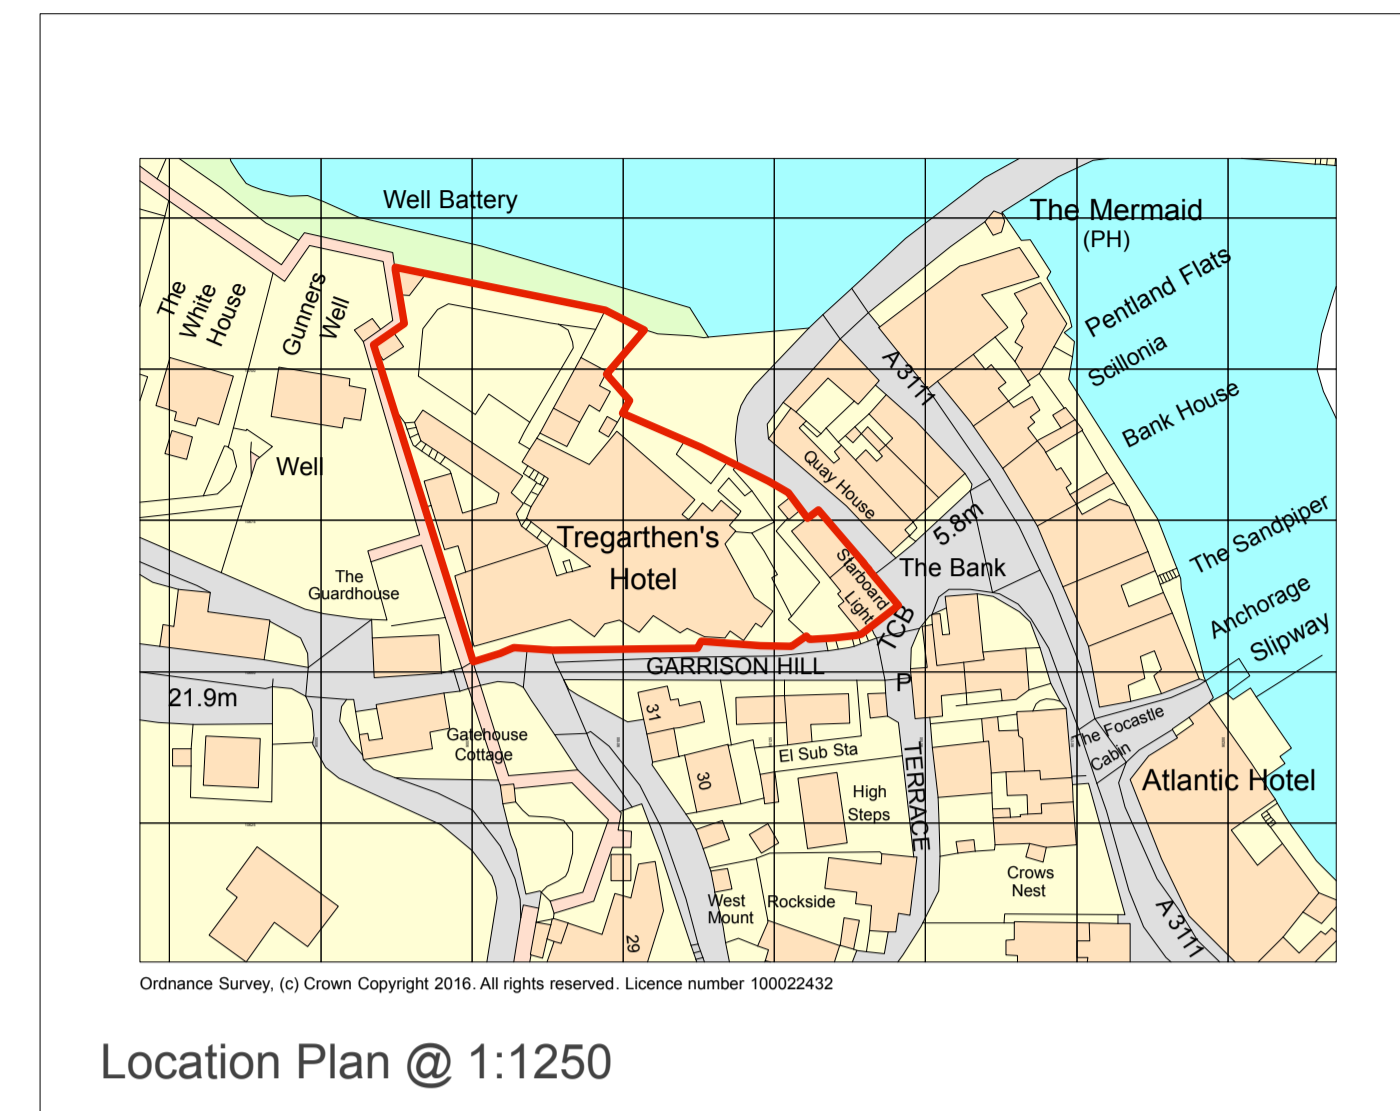 Well Battery
The Mermaid
(PH)
Pentland Flats
Scillonia
Bank House
The
White
House
Gunners
Well
A 3111
Well
Quay House
5.8m
The Sandpiper
Tregarthen's
Hotel
The Bank
Starboard
Light
The
Guardhouse
TCB
Anchorage
Slipway
GARRISON HILL
P
21.9m
31
Gatehouse
Cottage
El Sub Sta
30
TERRACE
The Focastle
Cabin
Atlantic Hotel
High
Steps
Crows
Nest
West
Mount
Rockside
A 3111
29
Ordnance Survey, (c) Crown Copyright 2016. All rights reserved. Licence number 100022432
Location Plan @ 1:1250